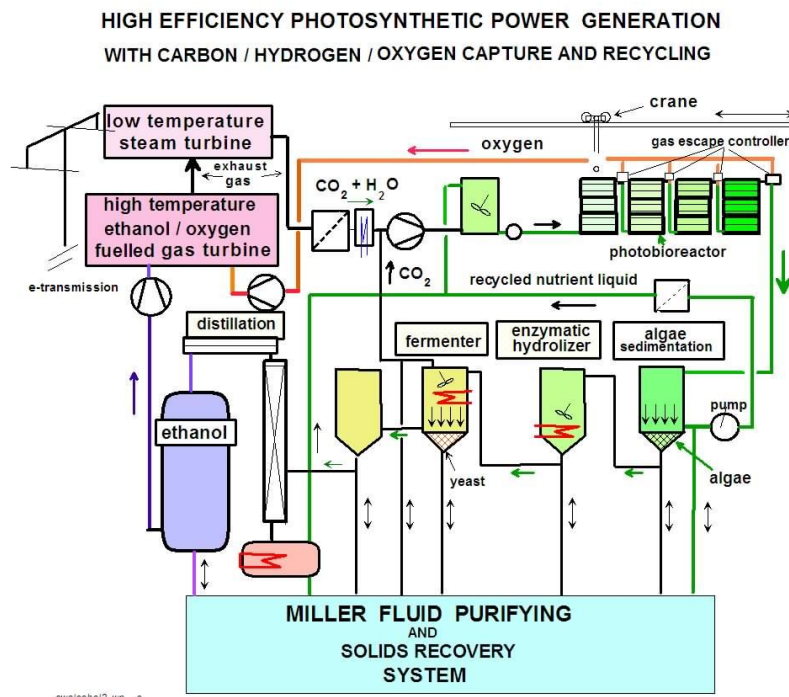 HIGH EFFICIENCY PHOTOSYNTHETIC POWER GENERATION
WITH CARBON / HYDROGEN / OXYGEN CAPTURE AND RECYCLING
crane
low temperature
steam turbine
oxygen
gas escape controller
exhaust
gas
CO2 + H2O
high temperature
ethanol / oxygen
fuelled gas turbine
photobioreactor
e-transmission
CO2
recycled nutrient liquid
distillation
fermenter
enzymatic
hydrolizer
algae
sedimentation
pump
ethanol
yeast
algae
MILLER FLUID PURIFYING
AND
SOLIDS RECOVERY
SYSTEM